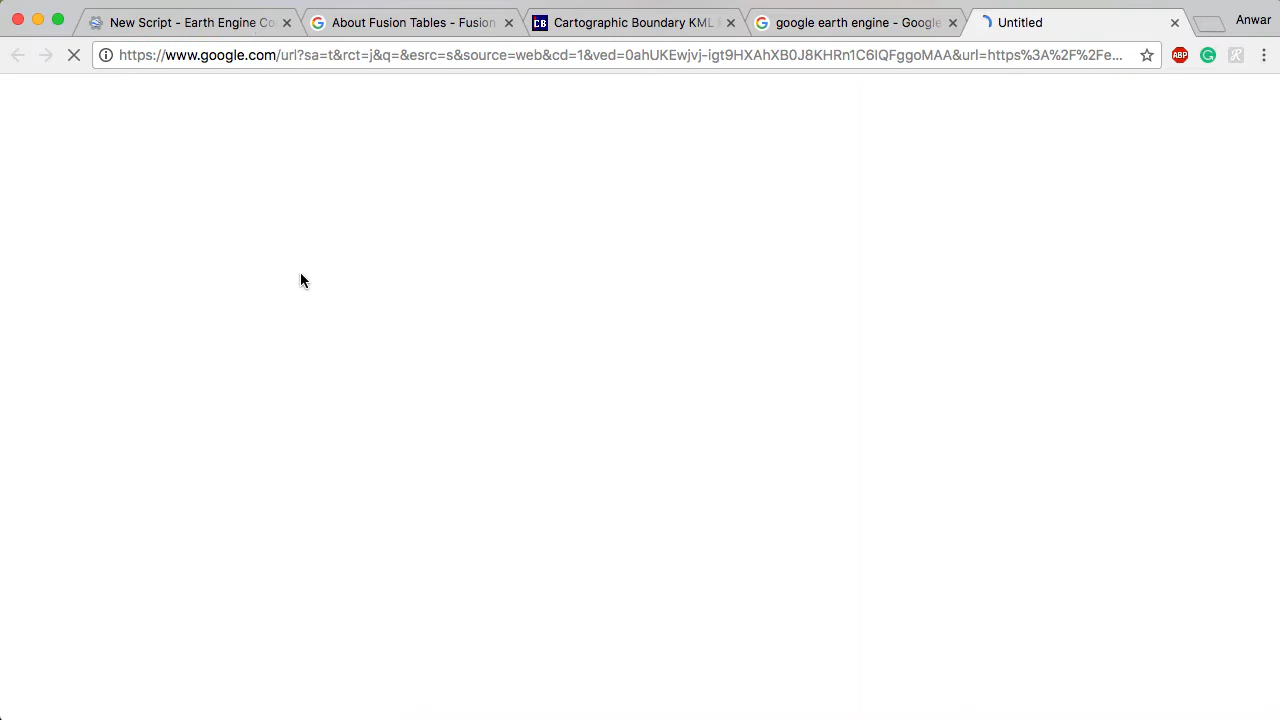 New Script - Earth Engine Co
About Fusion Tables - Fusion
Cartographic Boundary KML
google earth engine - Google
Untitled
Anwar
https://www.google.com/url?sa=t&rct=j&q=&esrc=s&source=web&cd=1&ved=0ahUKEwjvj-igt9HXAhXB0J8KHRn1C6IQFggoMAA&url=https%3A%2F%2Fe...
ABP